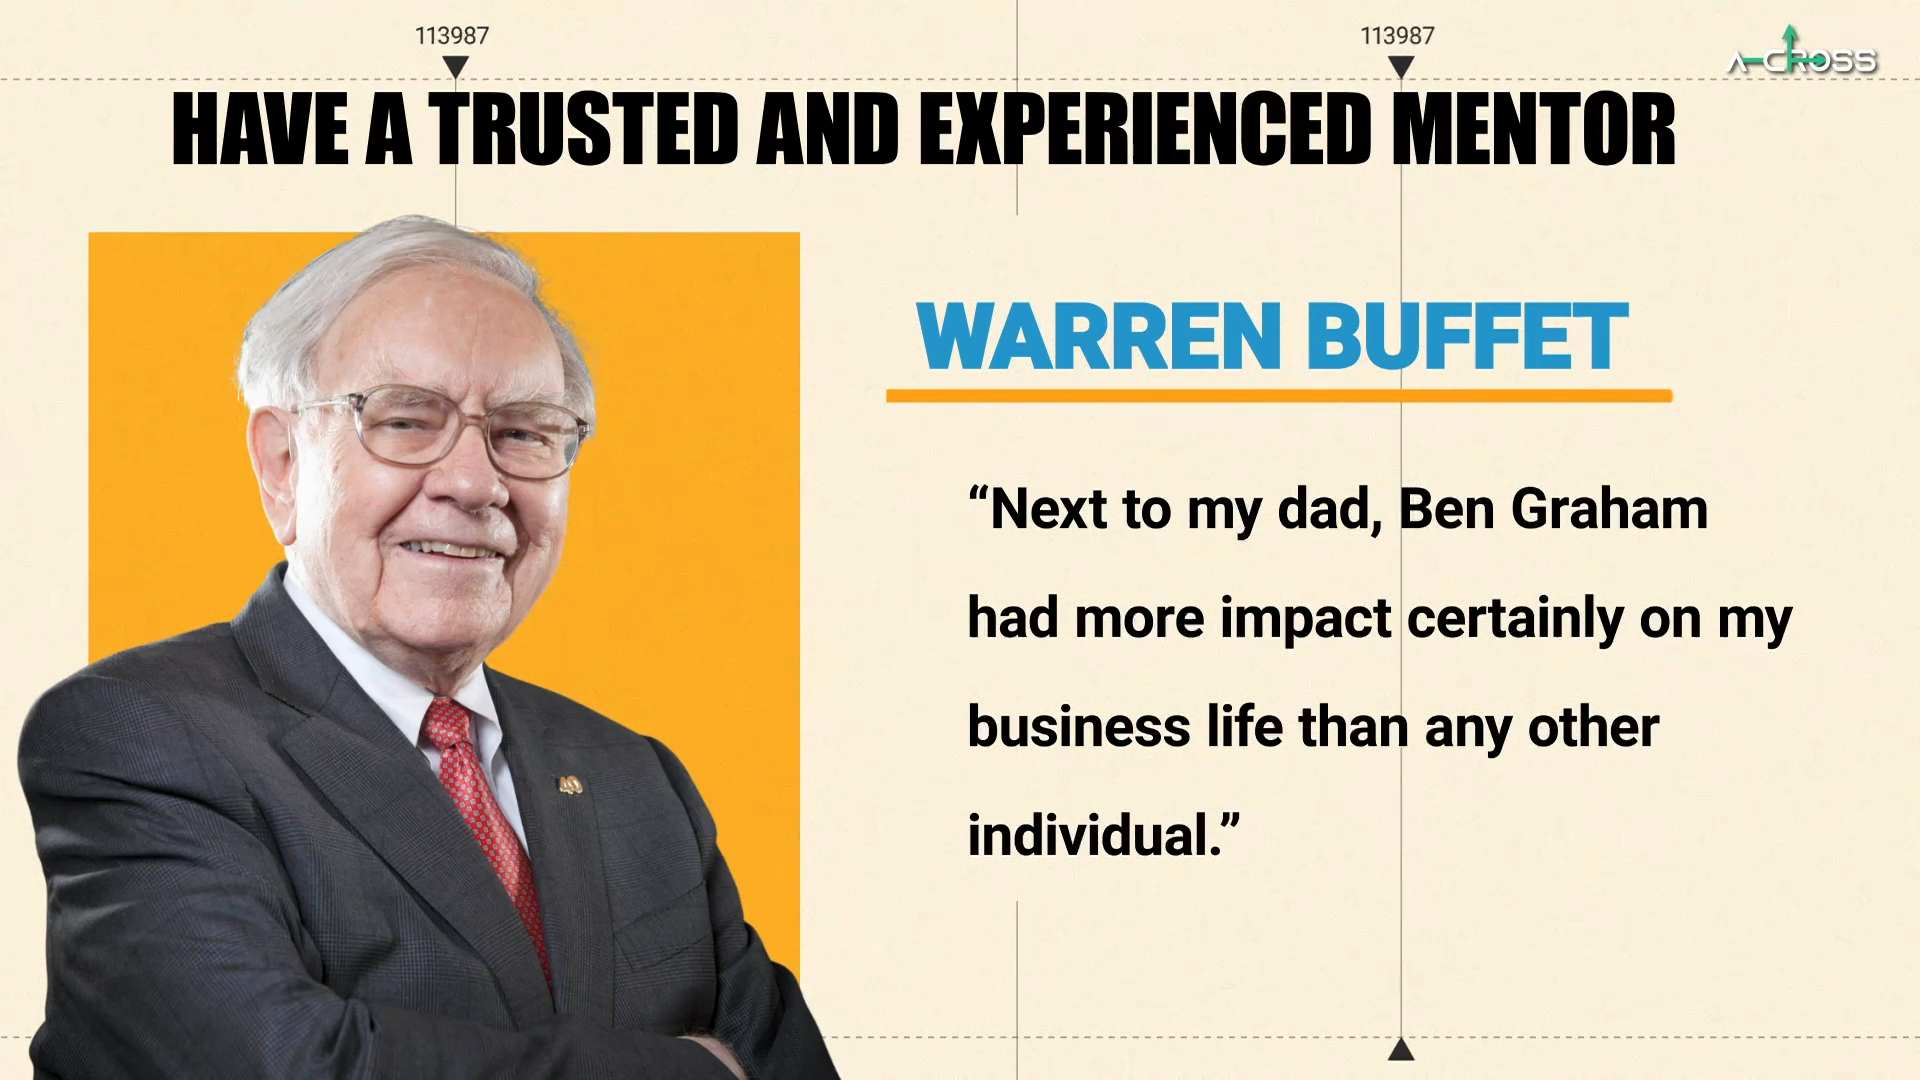 113987
113987
A-CROSS
HAVE A TRUSTED AND EXPERIENCED MENTOR
WARREN BUFFET
“Next to my dad, Ben Graham
had more impact certainly on my
business life than any other
individual.”
40